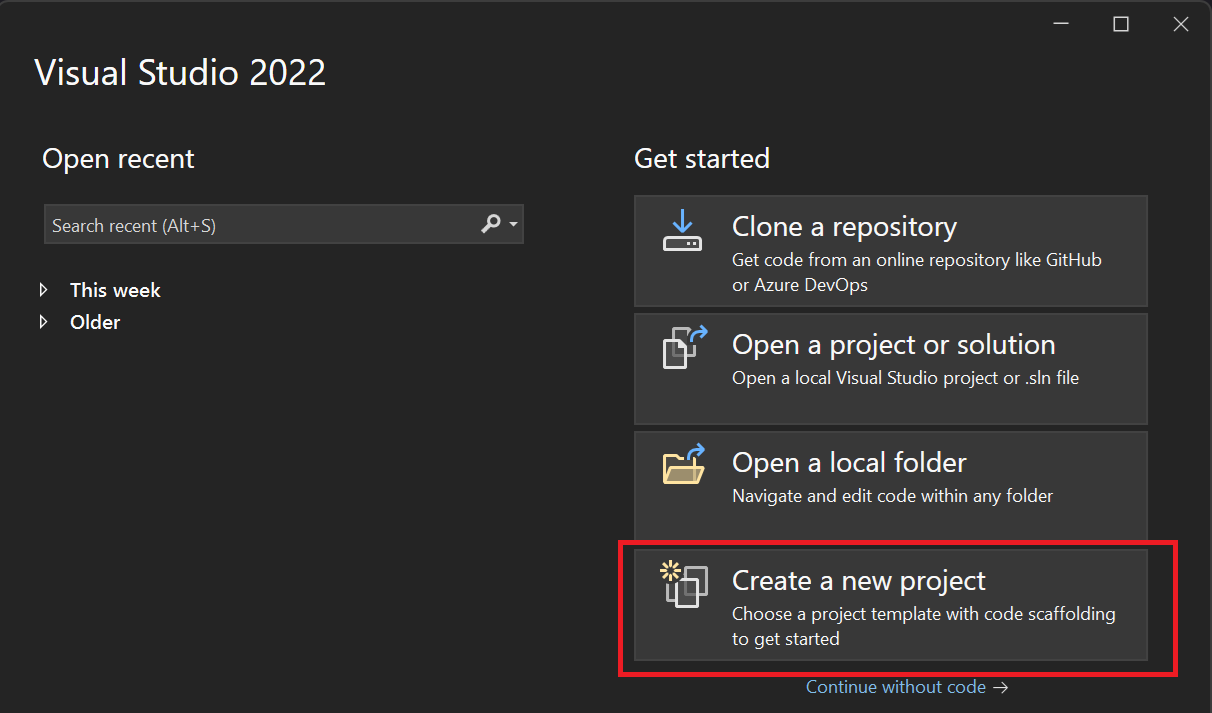 Visual Studio 2022
Open recent
Search recent (Alt+S)
This week
Older
Get started
Clone a repository
Get code from an online repository like GitHub
or Azure DevOps
Open a project or solution
Open a local Visual Studio project or .sln file
Open a local folder
Navigate and edit code within any folder
Create a new project
Choose a project template with code scaffolding
to get started
Continue without code →